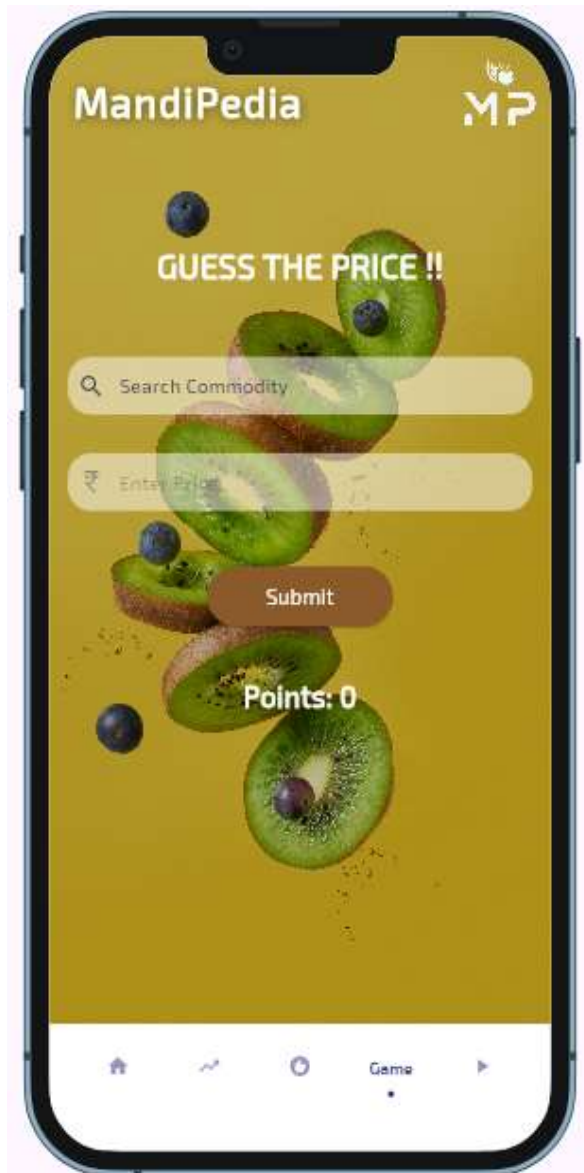 MandiPedia
MP
GUESS THE PRICE !!
Search Commodity
₹ Enter Price
Submit
Points: 0
Game